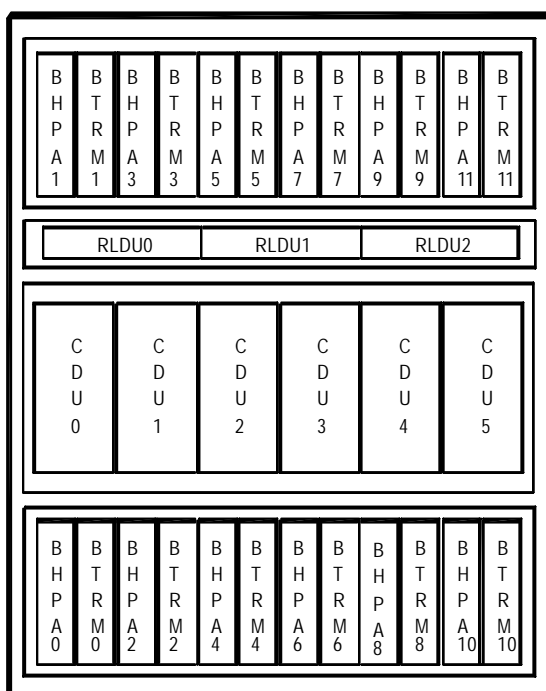 BHPA1 BTRM1 BHPA3 BTRM3 BHPA5 BTRM5 BHPA7 BTRM7 BHPA9 BTRM9 BHPA11 BTRM11
RLDU0 RLDU1 RLDU2
CDU0 CDU1 CDU2 CDU3 CDU4 CDU5
BHPA0 BTRM0 BHPA2 BTRM2 BHPA4 BTRM4 BHPA6 BTRM6 BHPA8 BTRM8 BHPA10 BTRM10